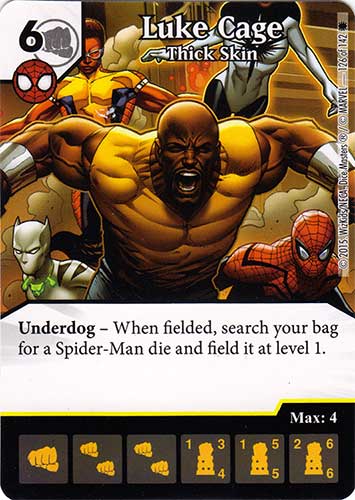 6
Luke Cage
Thick Skin
126 of 142
© 2015 WizKids/NECA, Dice Masters ® / © MARVEL
Underdog – When fielded, search your bag
for a Spider-Man die and field it at level 1.
Max: 4
1 3 4
1 5 5
2 6 6